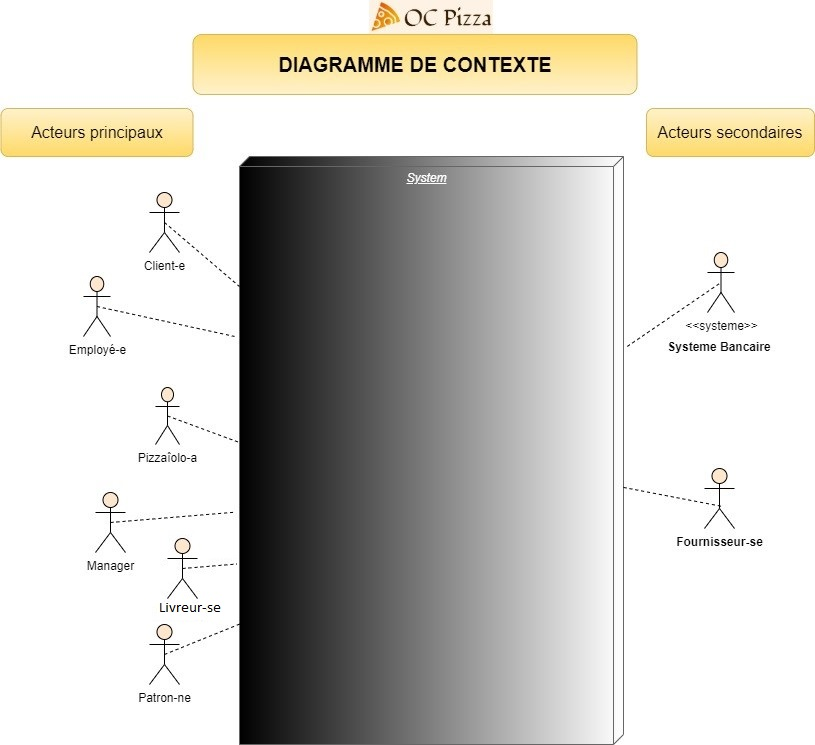 OC Pizza
DIAGRAMME DE CONTEXTE
Acteurs principaux
Acteurs secondaires
System
Client-e
Employé-e
Pizzaîolo-a
Manager
Livreur-se
Patron-ne
<<systeme>>
Systeme Bancaire
Fournisseur-se